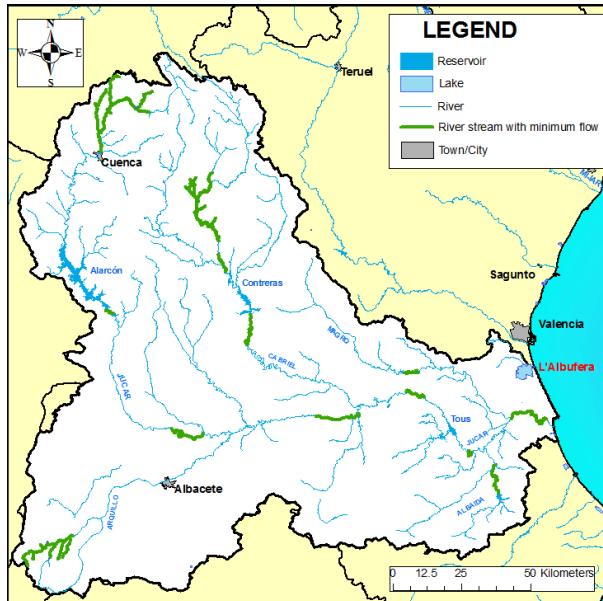 LEGEND
N
W E
S
Reservoir
Lake
River
River stream with minimum flow
Town/City
Teruel
Cuenca
MIJAR
Alarcón
Contreras
Sagunto
MAGRO
Valencia
CABRIEL
L'Albufera
JUCAR
Tous
JUCAR
Albacete
ALBAIDA
ARQUILLO
0 12.5 25 50 Kilometers